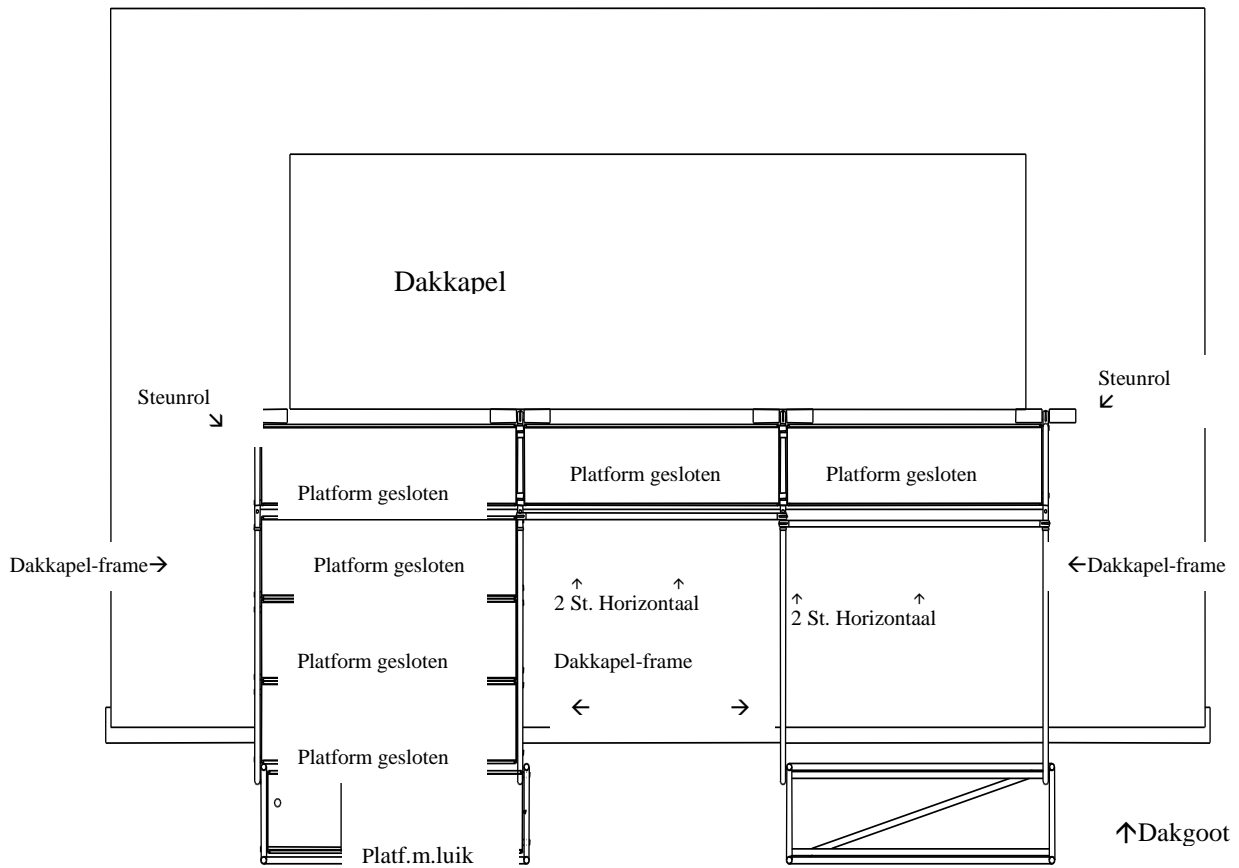 Dakkapel
Steunrol
Steunrol
Platform gesloten
Platform gesloten
Platform gesloten
Dakkapel-frame→
Platform gesloten
←Dakkapel-frame
2 St. Horizontaal
2 St. Horizontaal
Platform gesloten
Dakkapel-frame
Platform gesloten
↑Dakgoot
Platf.m.luik